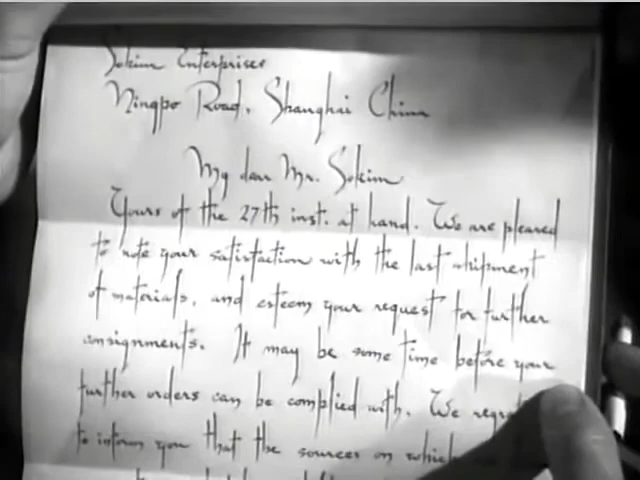 Sokim Enterprises
Ningpo Road, Shanghai China
My dear Mr. Sokim
Yours of the 27th inst. at hand. We are pleased
to note your satisfaction with the last shipment
of materials, and esteem your request for further
consignments. It may be some time before your
further orders can be complied with. We
to inform you that the sources on which